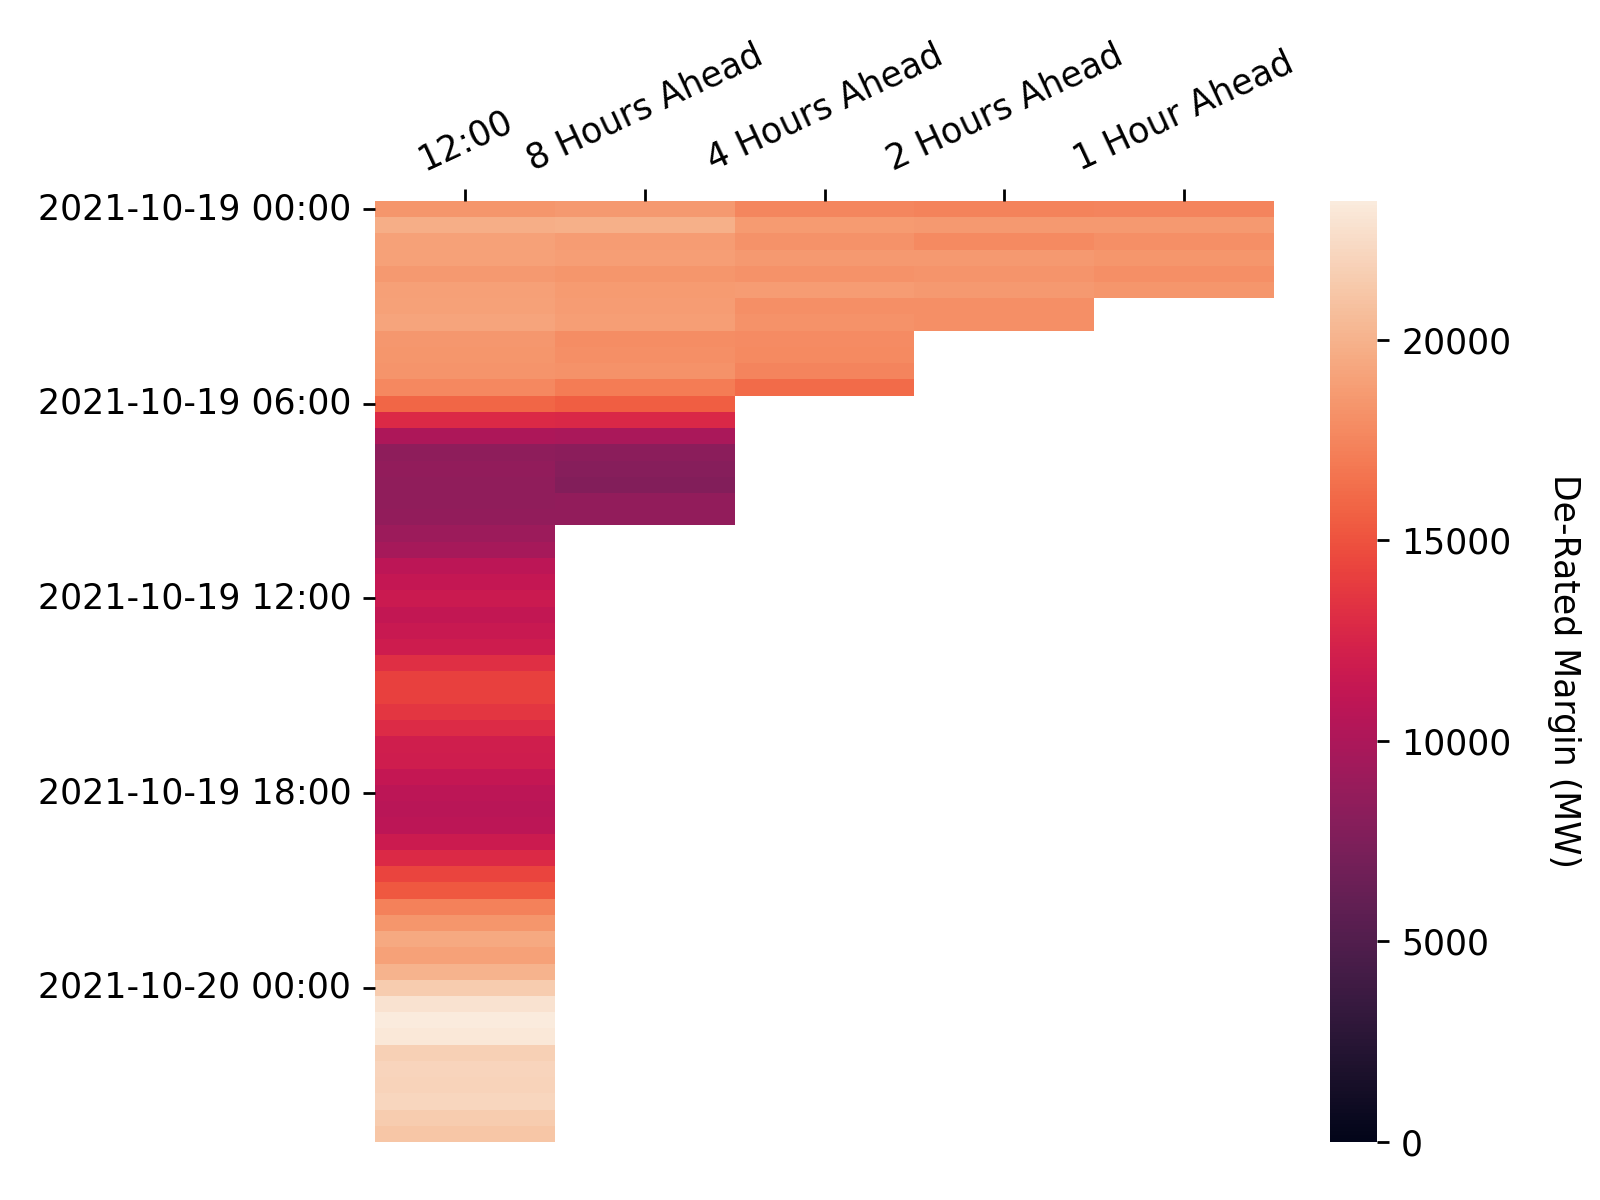 12:00
8 Hours Ahead
4 Hours Ahead
2 Hours Ahead
1 Hour Ahead
2021-10-19 00:00
2021-10-19 06:00
2021-10-19 12:00
2021-10-19 18:00
2021-10-20 00:00
20000
15000
10000
5000
0
De-Rated Margin (MW)